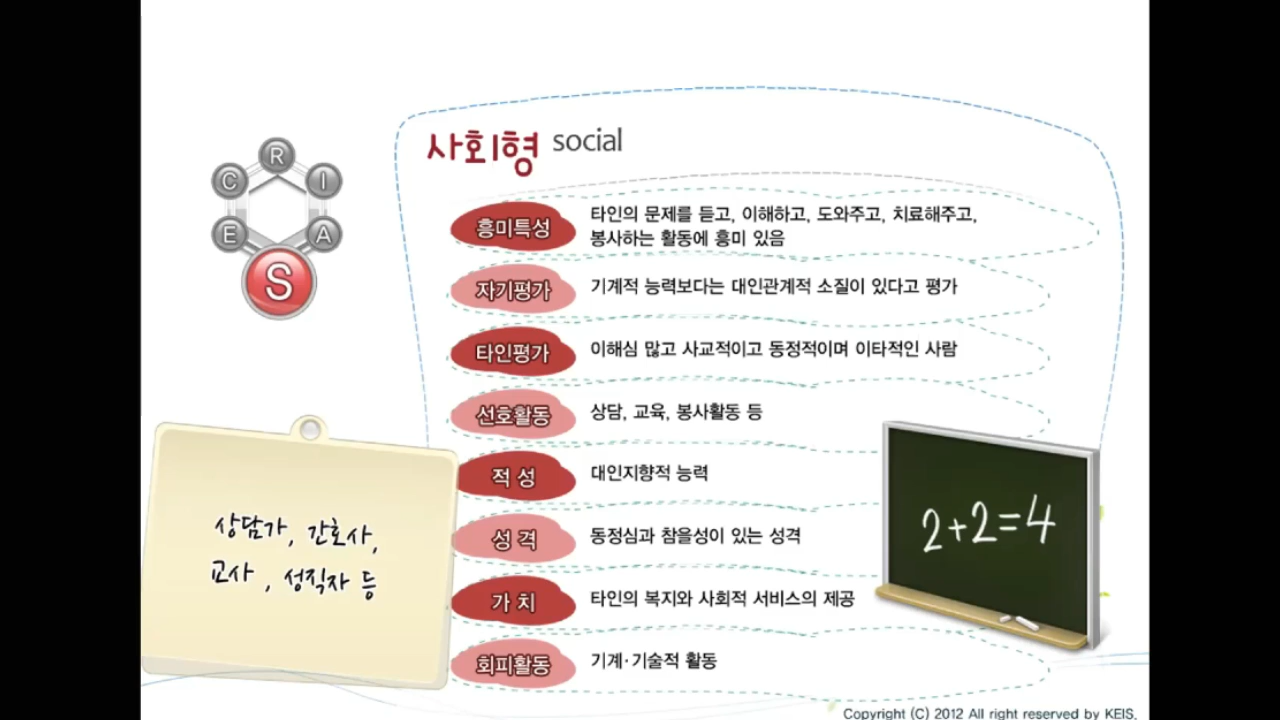 사회형 social
R
C
I
E
A
S
흥미특성
타인의 문제를 듣고, 이해하고, 도와주고, 치료해주고,
봉사하는 활동에 흥미 있음
자기평가
기계적 능력보다는 대인관계적 소질이 있다고 평가
타인평가
이해심 많고 사교적이고 동정적이며 이타적인 사람
선호활동
상담, 교육, 봉사활동 등
적 성
대인지향적 능력
성 격
동정심과 참을성이 있는 성격
가 치
타인의 복지와 사회적 서비스의 제공
회피활동
기계·기술적 활동
상담가, 간호사,
교사, 성직자 등
2+2=4
Copyright (C) 2012 All right reserved by KEIS.